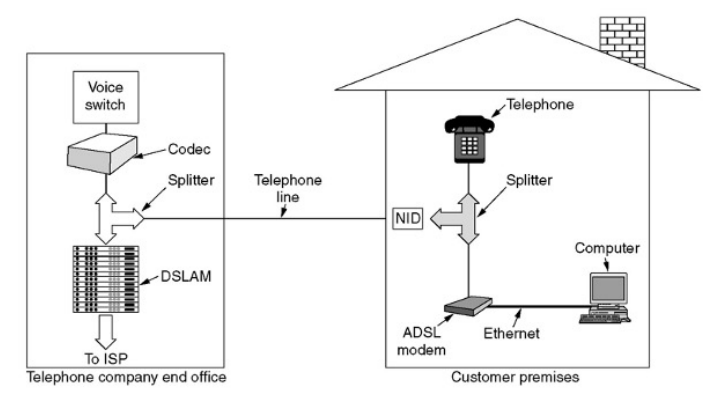 Voice
switch
Codec
Splitter
DSLAM
To ISP
Telephone company end office
Telephone
line
Telephone
NID
Splitter
Computer
ADSL
modem
Ethernet
Customer premises